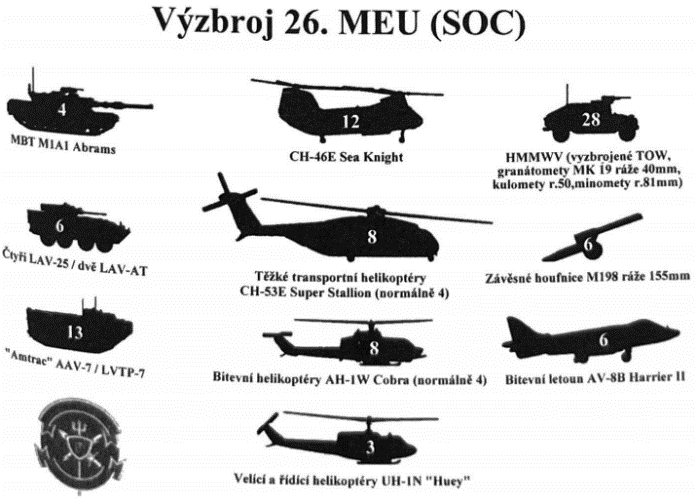 Výzbroj 26. MEU (SOC)
4
MBT M1A1 Abrams
12
CH-46E Sea Knight
28
HMMWV (vyzbrojené TOW,
granátomety MK 19 ráže 40mm,
kulomety r.50,minomety r.81mm)
6
Čtyři LAV-25 / dvě LAV-AT
8
Těžké transportní helikoptéry
CH-53E Super Stallion (normálně 4)
6
Závěsné houfnice M198 ráže 155mm
13
"Amtrac" AAV-7 / LVTP-7
8
Bitevní helikoptéry AH-1W Cobra (normálně 4)
6
Bitevní letoun AV-8B Harrier II
3
Velící a řídící helikoptéry UH-1N "Huey"